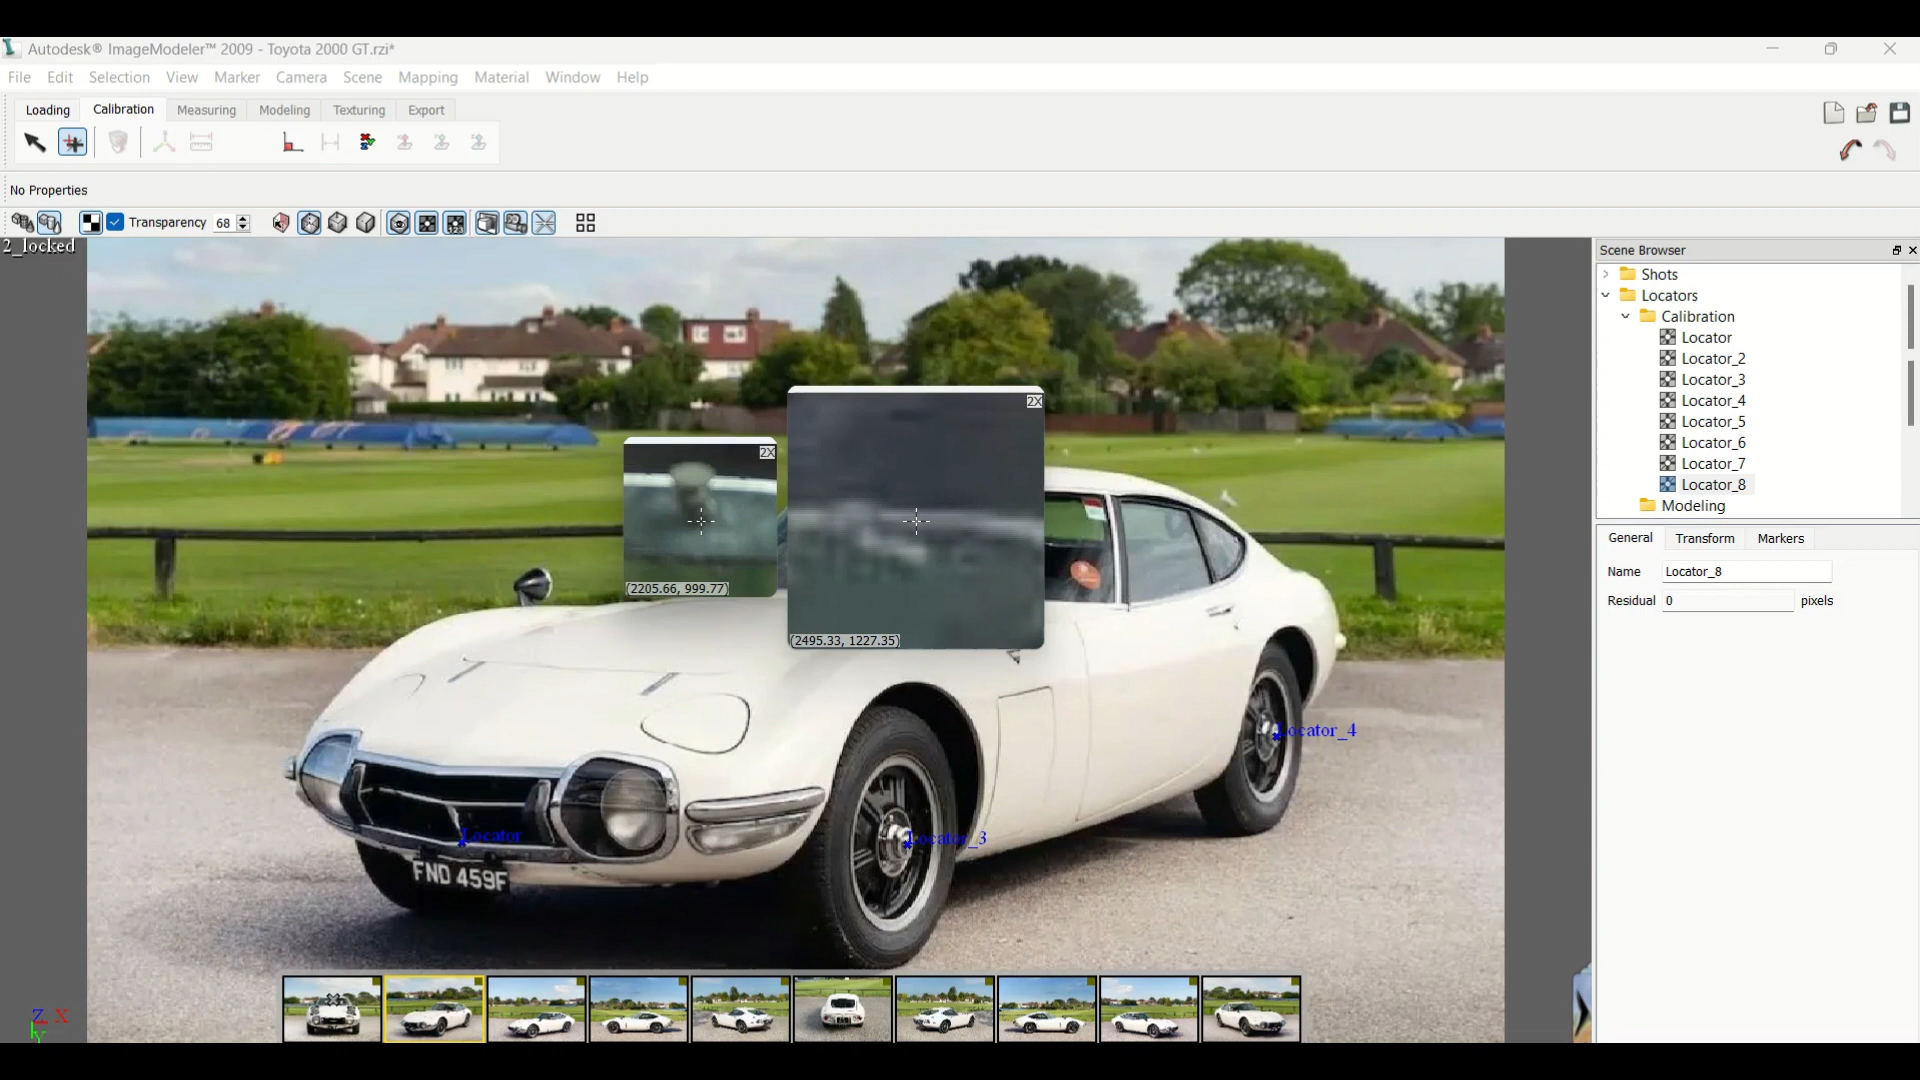 Autodesk® ImageModeler™ 2009 - Toyota 2000 GT.rzi*
File Edit Selection View Marker Camera Scene Mapping Material Window Help
Loading Calibration Measuring Modeling Texturing Export
No Properties
Transparency 68
2_locked
Scene Browser
Shots
Locators
Calibration
Locator
Locator_2
Locator_3
Locator_4
Locator_5
Locator_6
Locator_7
Locator_8
Modeling
General Transform Markers
Name Locator_8
Residual 0 pixels
2X
(2205.66, 999.77)
2X
(2495.33, 1227.35)
Locator_4
Locator
Locator_3
FND 459F
Z X
Y